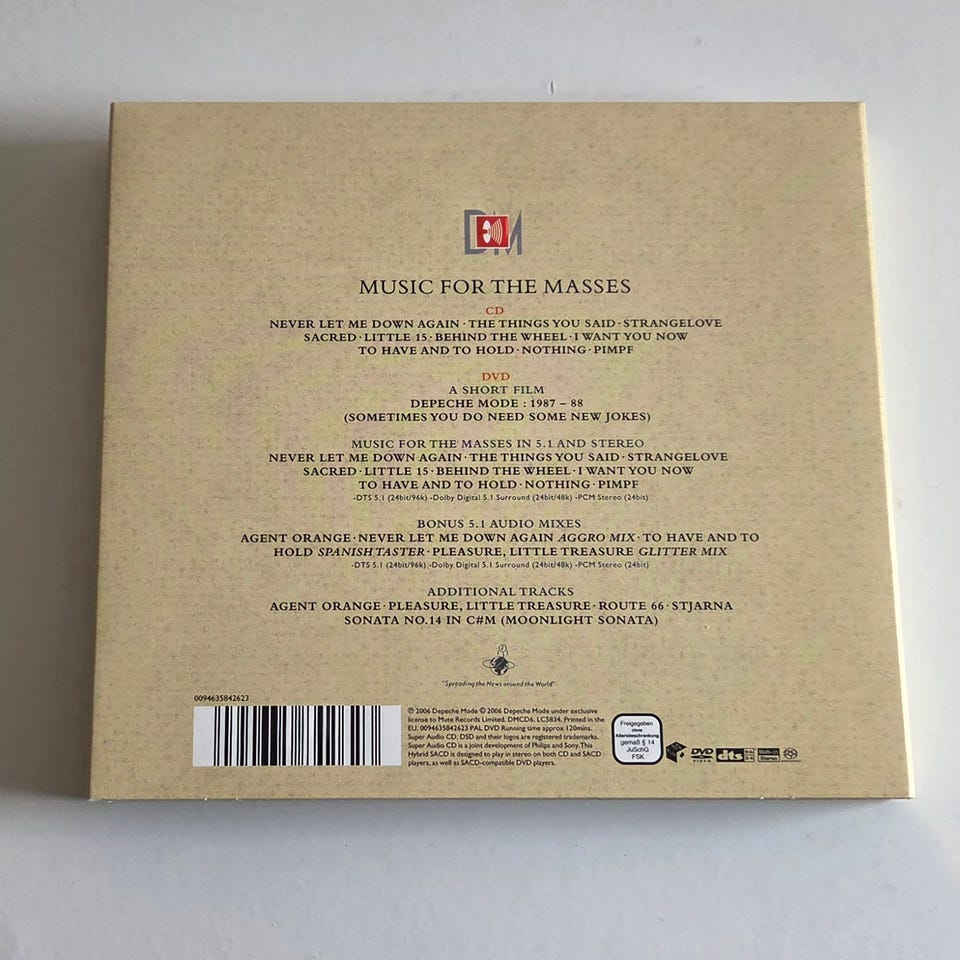 DM
MUSIC FOR THE MASSES
CD
NEVER LET ME DOWN AGAIN · THE THINGS YOU SAID · STRANGELOVE
SACRED · LITTLE 15 · BEHIND THE WHEEL · I WANT YOU NOW
TO HAVE AND TO HOLD · NOTHING · PIMPF
DVD
A SHORT FILM
DEPECHE MODE : 1987 – 88
(SOMETIMES YOU DO NEED SOME NEW JOKES)
MUSIC FOR THE MASSES IN 5.1 AND STEREO
NEVER LET ME DOWN AGAIN · THE THINGS YOU SAID · STRANGELOVE
SACRED · LITTLE 15 · BEHIND THE WHEEL · I WANT YOU NOW
TO HAVE AND TO HOLD · NOTHING · PIMPF
-DTS 5.1 (24bit/96k) -Dolby Digital 5.1 Surround (24bit/48k) -PCM Stereo (24bit)
BONUS 5.1 AUDIO MIXES
AGENT ORANGE · NEVER LET ME DOWN AGAIN AGGRO MIX · TO HAVE AND TO
HOLD SPANISH TASTER · PLEASURE, LITTLE TREASURE GLITTER MIX
-DTS 5.1 (24bit/96k) -Dolby Digital 5.1 Surround (24bit/48k) -PCM Stereo (24bit)
ADDITIONAL TRACKS
AGENT ORANGE · PLEASURE, LITTLE TREASURE · ROUTE 66 · STJARNA
SONATA NO.14 IN C#M (MOONLIGHT SONATA)
"Spreading the News around the World"
0094635842623
℗ 2006 Depeche Mode © 2006 Depeche Mode under exclusive
license to Mute Records Limited. DMCD6. LC5834. Printed in the
EU. 0094635842623 PAL DVD Running time approx 120mins.
Super Audio CD, DSD and their logos are registered trademarks.
Super Audio CD is a joint development of Philips and Sony. This
Hybrid SACD is designed to play in stereo on both CD and SACD
players, as well as SACD-compatible DVD players.
Freigegeben
ohne
Altersbeschränkung
gemäß § 14
JuSchG
FSK
DVD
VIDEO
dts
Stereo